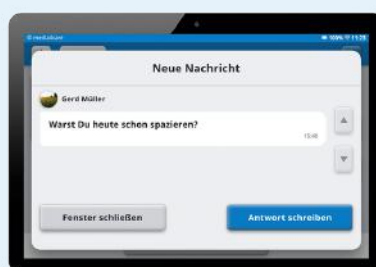 Neue Nachricht
Gerd Müller
Warst Du heute schon spazieren?
Fenster schließen
Antwort schreiben